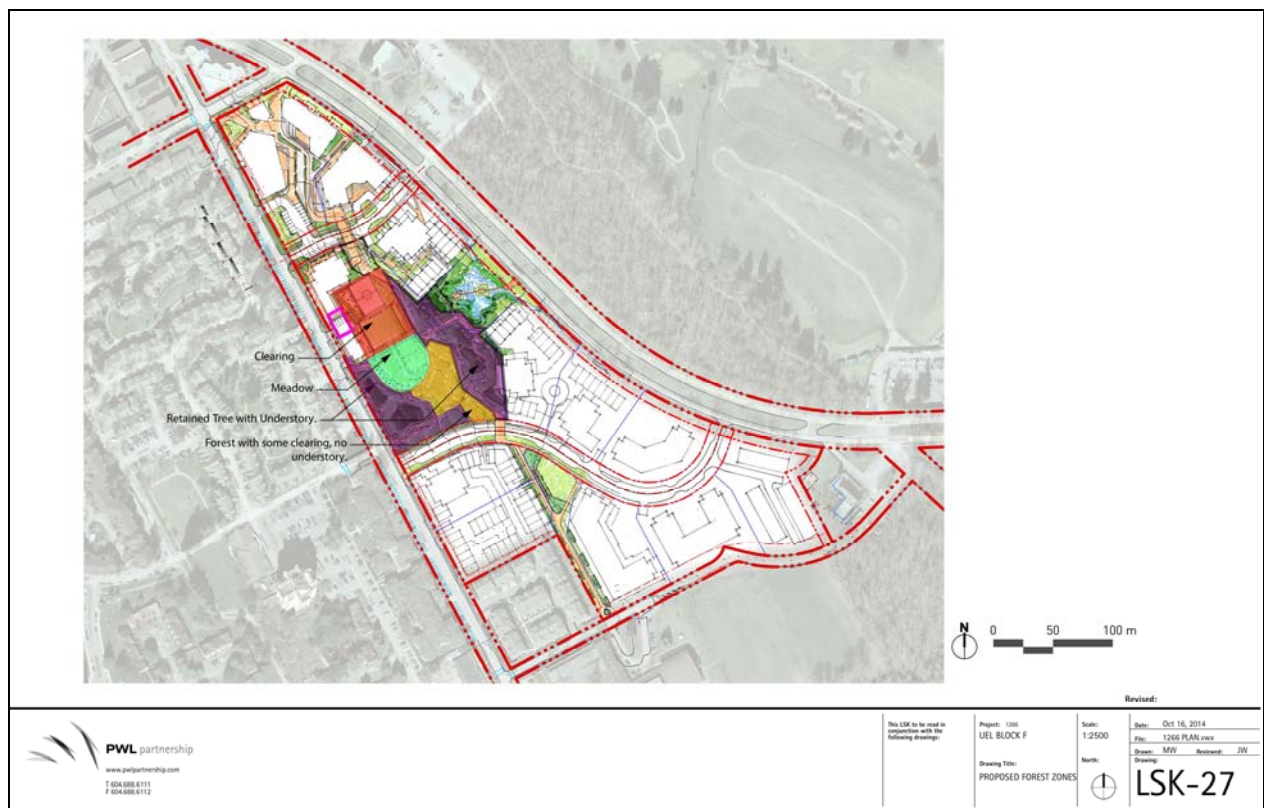 Clearing
Meadow
Retained Tree with Understory.
Forest with some clearing, no
understory.
N
0 50 100 m
Revised:
PWL partnership
www.pwlpartnership.com
T 604.688.6111
F 604.688.6112
This LSK to be read in
conjunction with the
following drawings:
Project: 1266
UEL BLOCK F
Drawing Title:
PROPOSED FOREST ZONES
Scale:
1:2500
North:
Date: Oct 16, 2014
File: 1266 PLAN.vwx
Drawn: MW Reviewed: JW
Drawing:
LSK-27